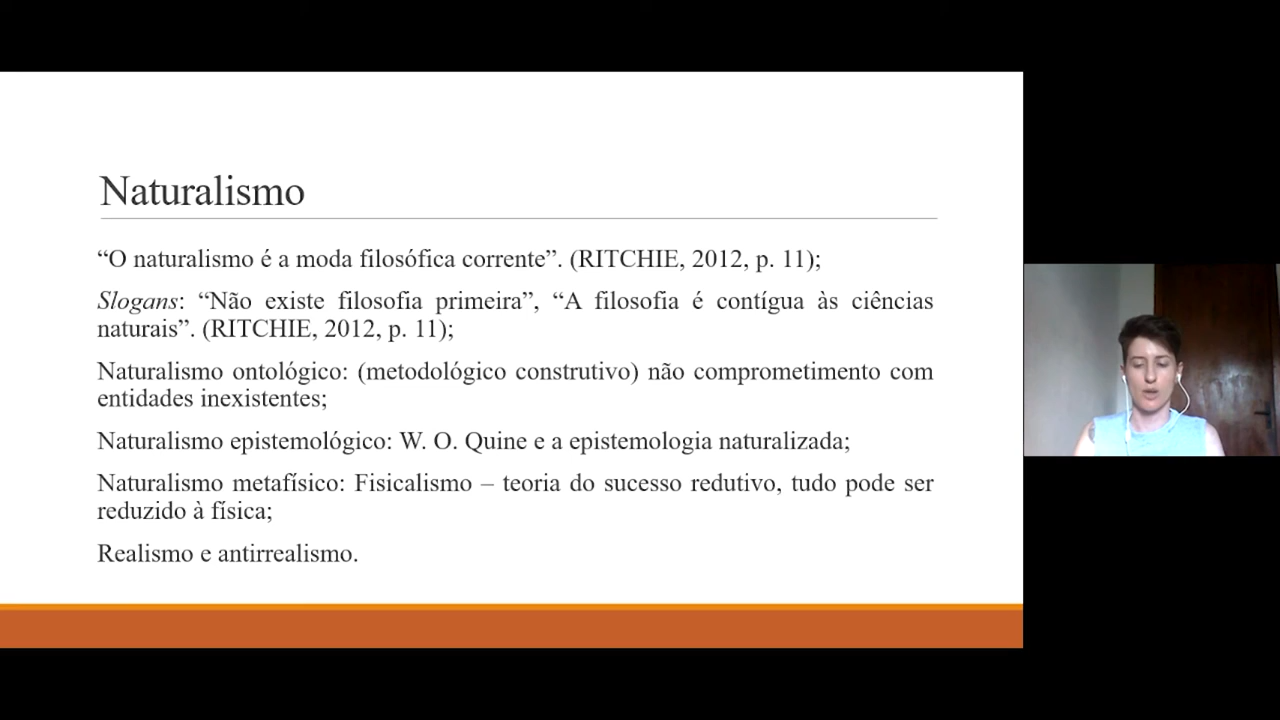 Naturalismo
“O naturalismo é a moda filosófica corrente”. (RITCHIE, 2012, p. 11);
Slogans: “Não existe filosofia primeira”, “A filosofia é contígua às ciências
naturais”. (RITCHIE, 2012, p. 11);
Naturalismo ontológico: (metodológico construtivo) não comprometimento com
entidades inexistentes;
Naturalismo epistemológico: W. O. Quine e a epistemologia naturalizada;
Naturalismo metafísico: Fisicalismo – teoria do sucesso redutivo, tudo pode ser
reduzido à física;
Realismo e antirrealismo.